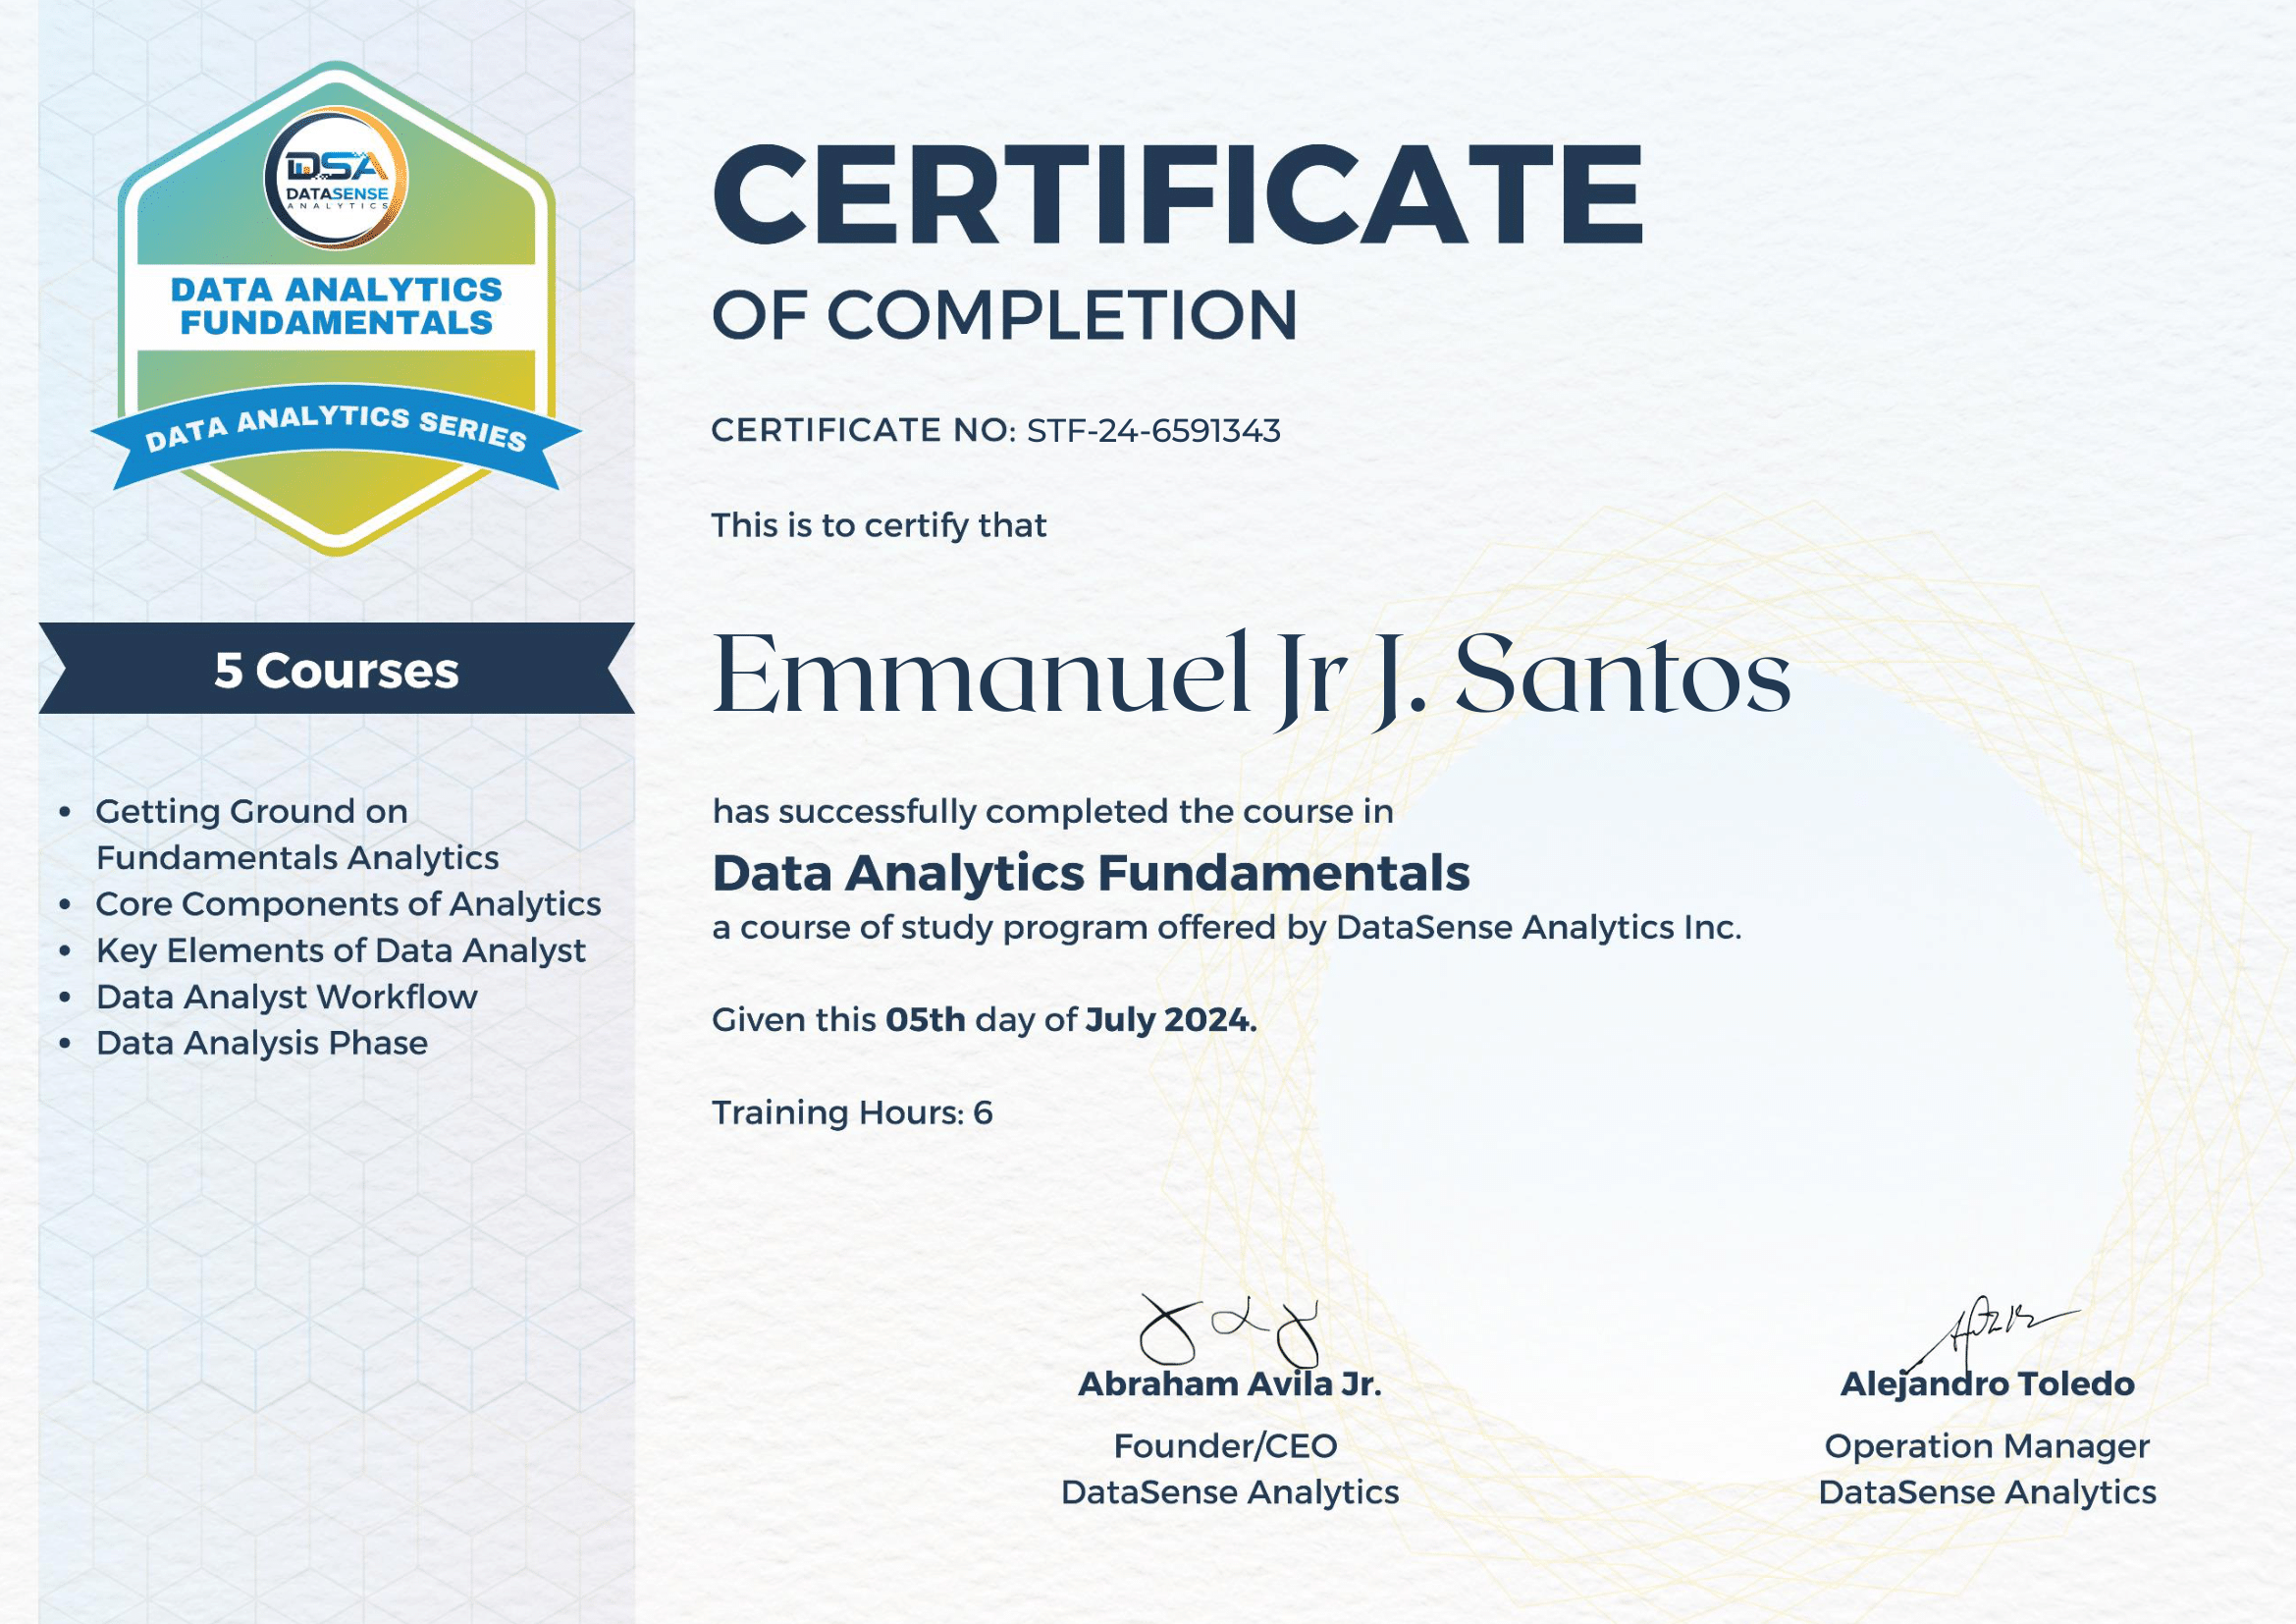 DSA
DATASENSE
ANALYTICS
DATA ANALYTICS
FUNDAMENTALS
DATA ANALYTICS SERIES
5 Courses
• Getting Ground on
Fundamentals Analytics
• Core Components of Analytics
• Key Elements of Data Analyst
• Data Analyst Workflow
• Data Analysis Phase
CERTIFICATE
OF COMPLETION
CERTIFICATE NO: STF-24-6591343
This is to certify that
Emmanuel Jr J. Santos
has successfully completed the course in
Data Analytics Fundamentals
a course of study program offered by DataSense Analytics Inc.
Given this 05th day of July 2024.
Training Hours: 6
Abraham Avila Jr.
Founder/CEO
DataSense Analytics
Alejandro Toledo
Operation Manager
DataSense Analytics